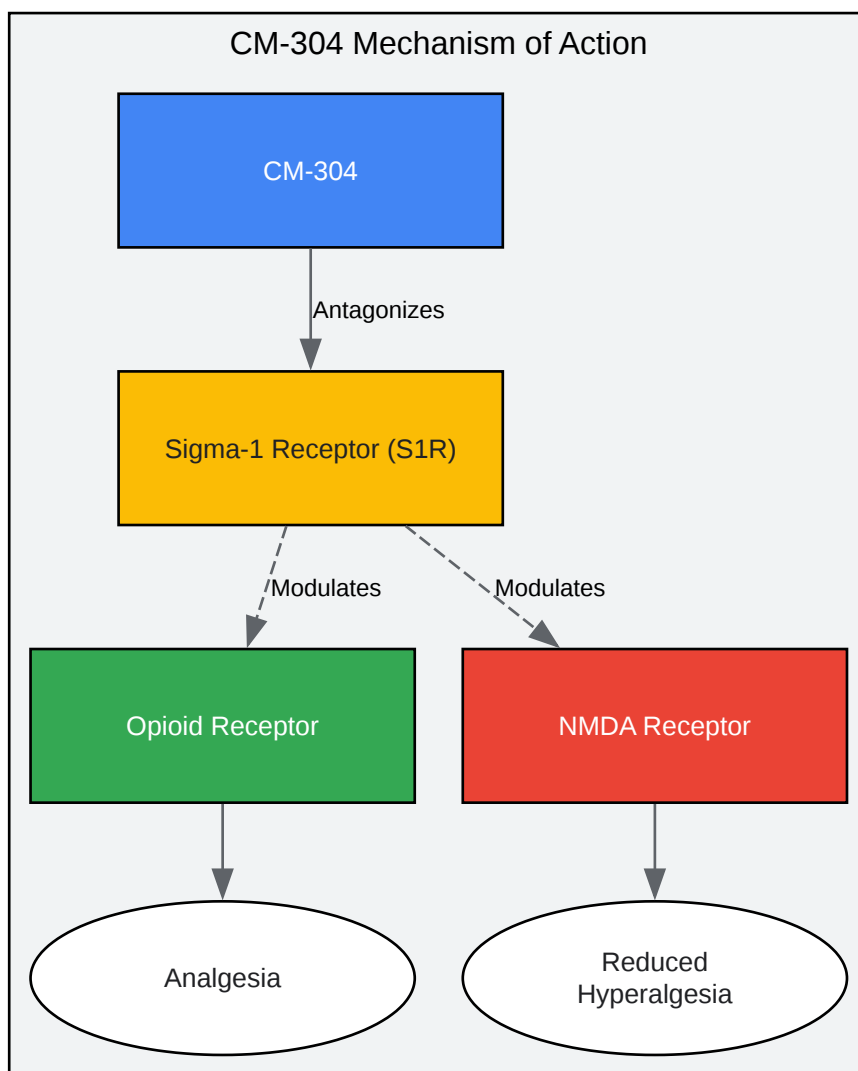 CM-304 Mechanism of Action
CM-304
Antagonizes
Sigma-1 Receptor (S1R)
Modulates
Modulates
Opioid Receptor
NMDA Receptor
Analgesia
Reduced
Hyperalgesia